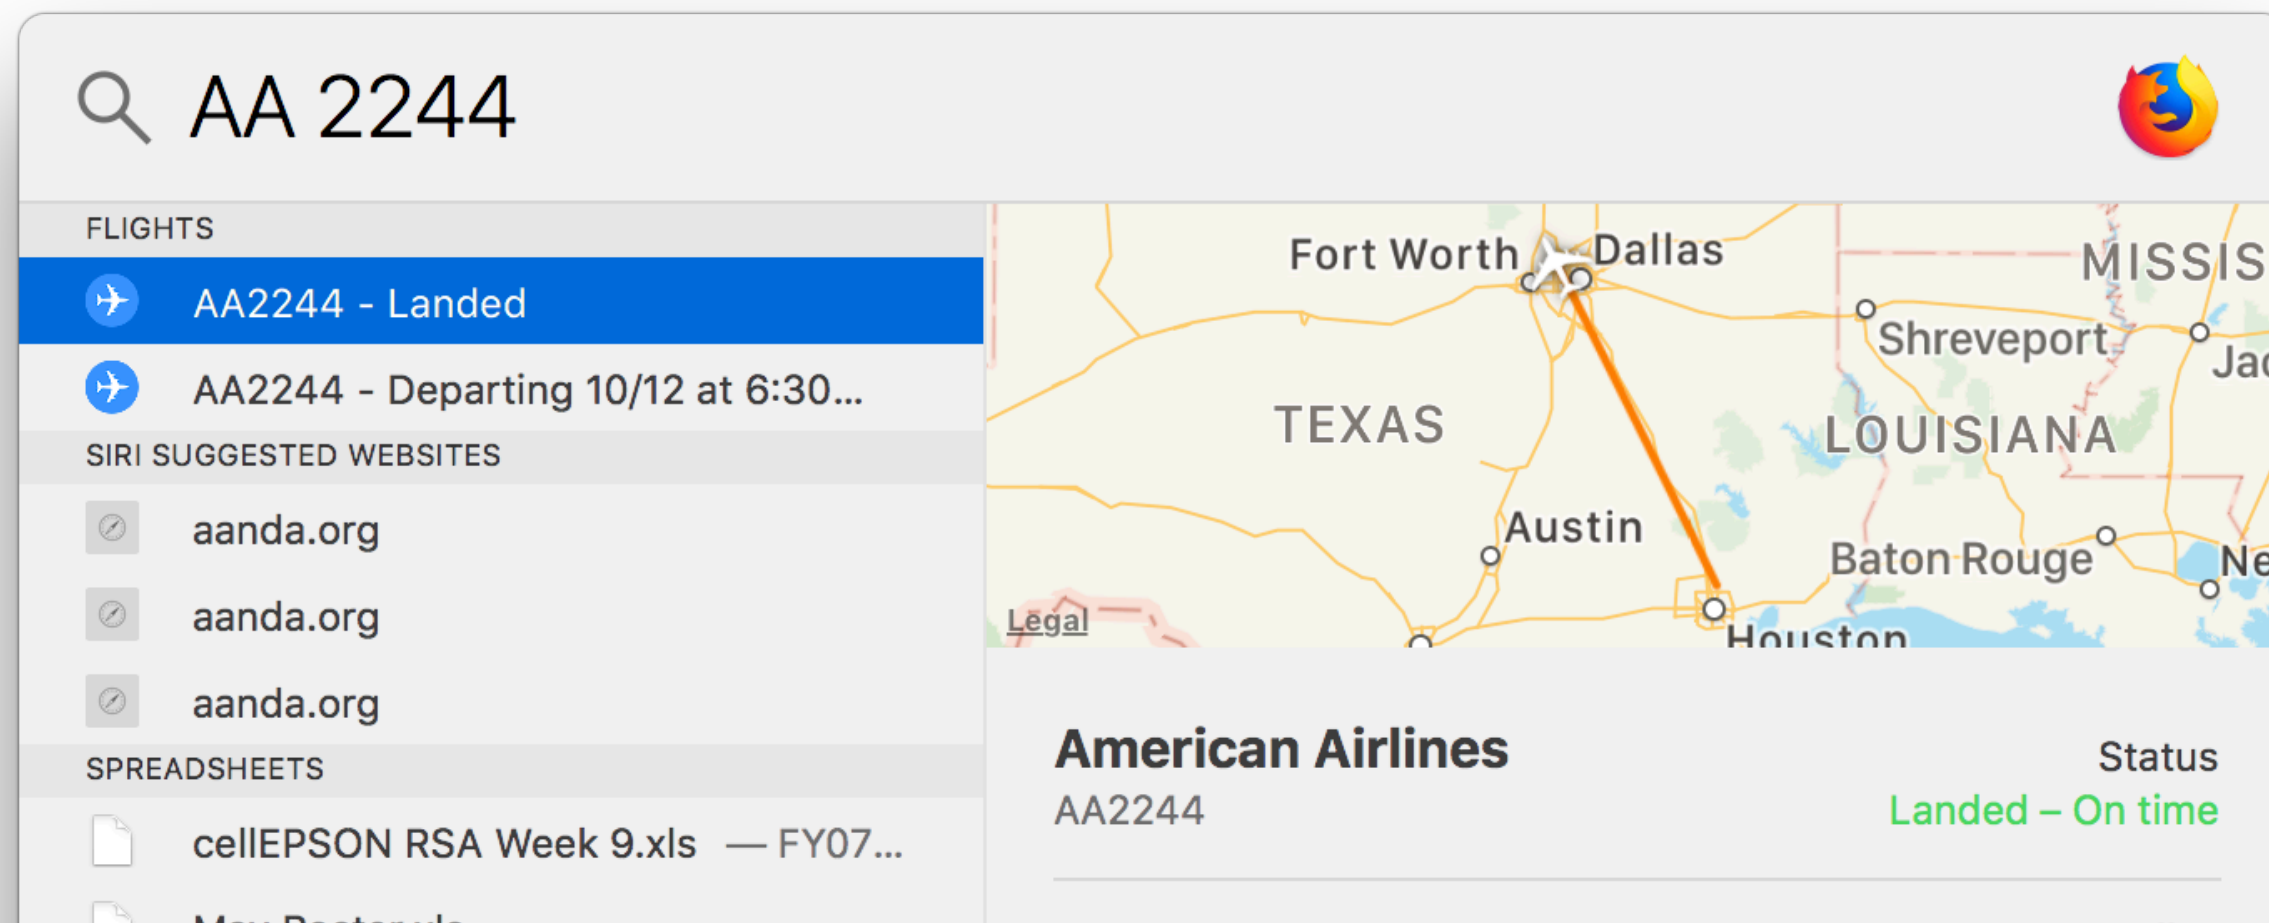 AA 2244
FLIGHTS
AA2244 - Landed
AA2244 - Departing 10/12 at 6:30...
SIRI SUGGESTED WEBSITES
aanda.org
aanda.org
aanda.org
SPREADSHEETS
cellEPSON RSA Week 9.xls — FY07...
Fort Worth
Dallas
MISSIS
Shreveport
Jac
TEXAS
LOUISIANA
Austin
Baton Rouge
Ne
Legal
Houston
American Airlines
Status
AA2244
Landed – On time